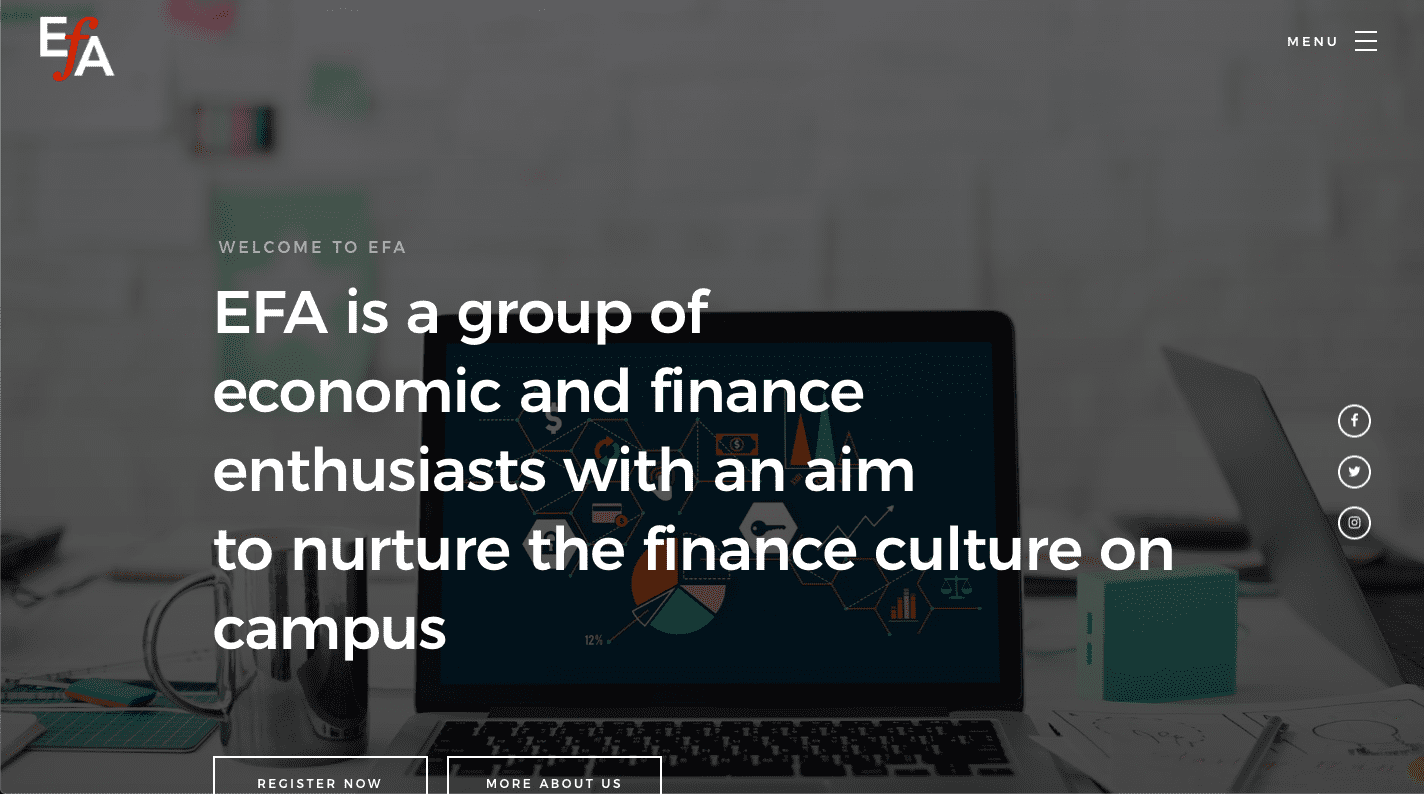 EfA
MENU
WELCOME TO EFA
EFA is a group of
economic and finance
enthusiasts with an aim
to nurture the finance culture on
campus
12%
REGISTER NOW
MORE ABOUT US